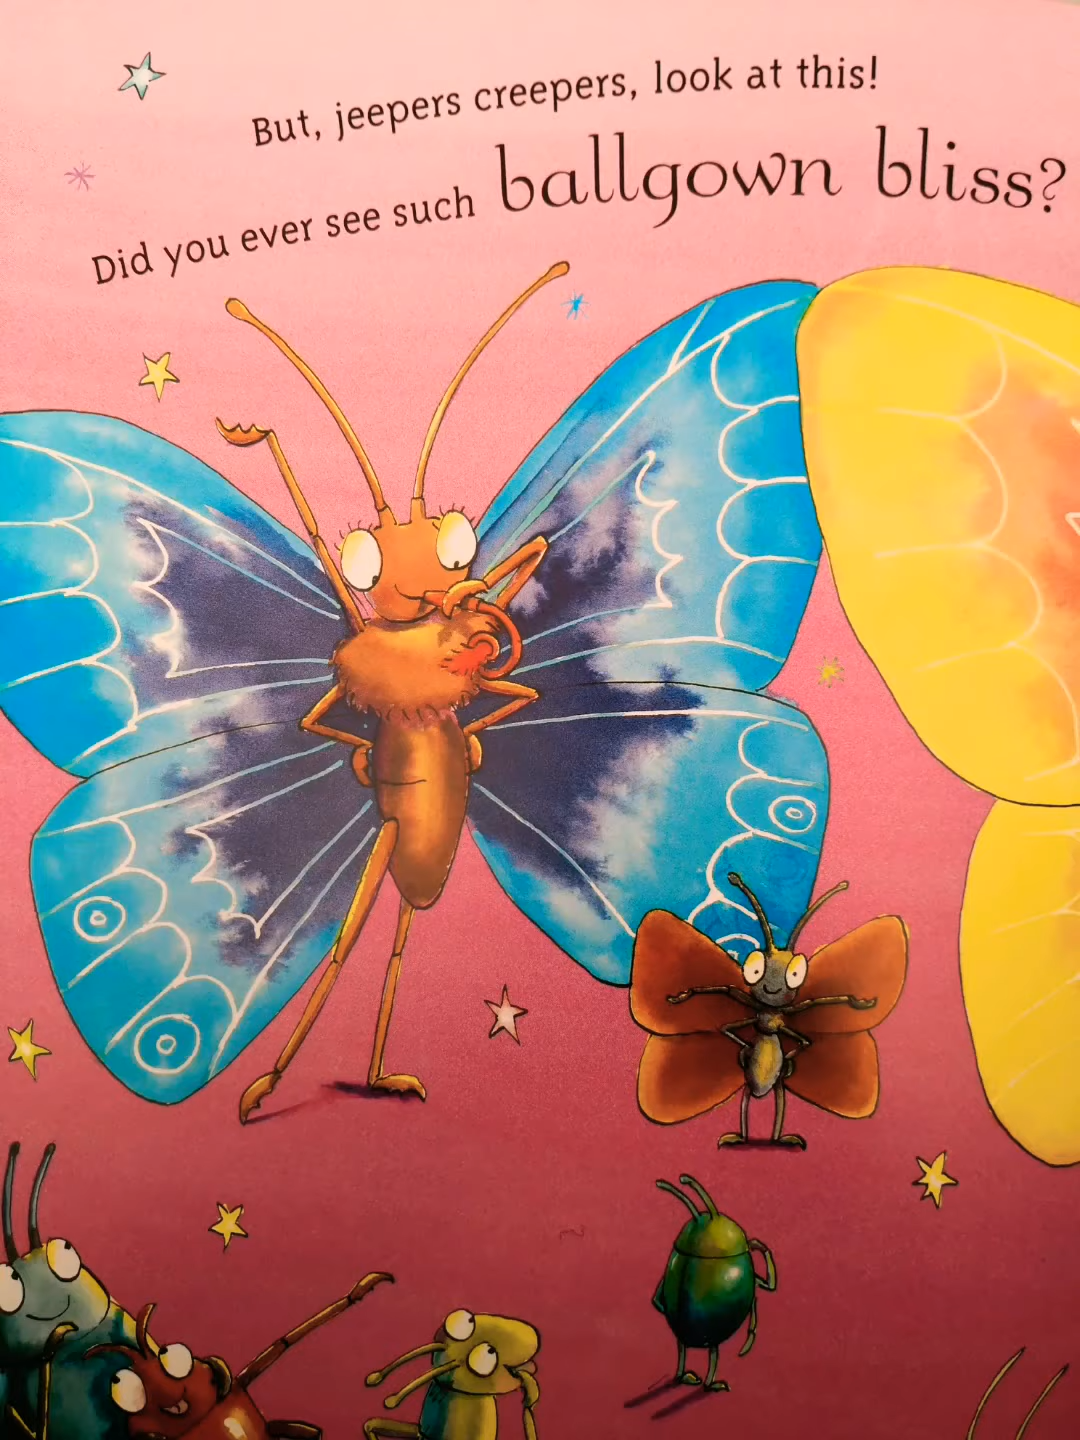 But, jeepers creepers, look at this!
Did you ever see such ballgown bliss?